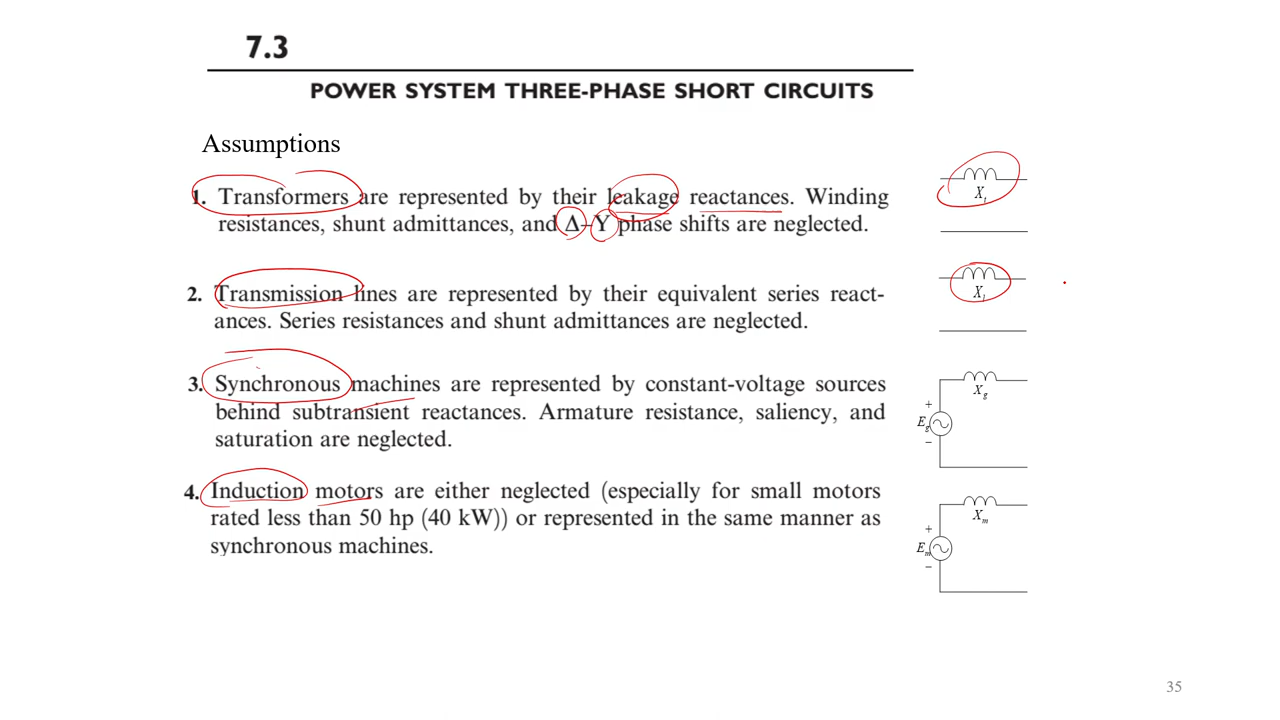 7.3
POWER SYSTEM THREE-PHASE SHORT CIRCUITS
Assumptions
1. Transformers are represented by their leakage reactances. Winding
resistances, shunt admittances, and Δ–Y phase shifts are neglected.
2. Transmission lines are represented by their equivalent series react-
ances. Series resistances and shunt admittances are neglected.
3. Synchronous machines are represented by constant-voltage sources
behind subtransient reactances. Armature resistance, saliency, and
saturation are neglected.
4. Induction motors are either neglected (especially for small motors
rated less than 50 hp (40 kW)) or represented in the same manner as
synchronous machines.
Xt
Xl
Xg
+
Eg
−
Xm
+
Em
−
35